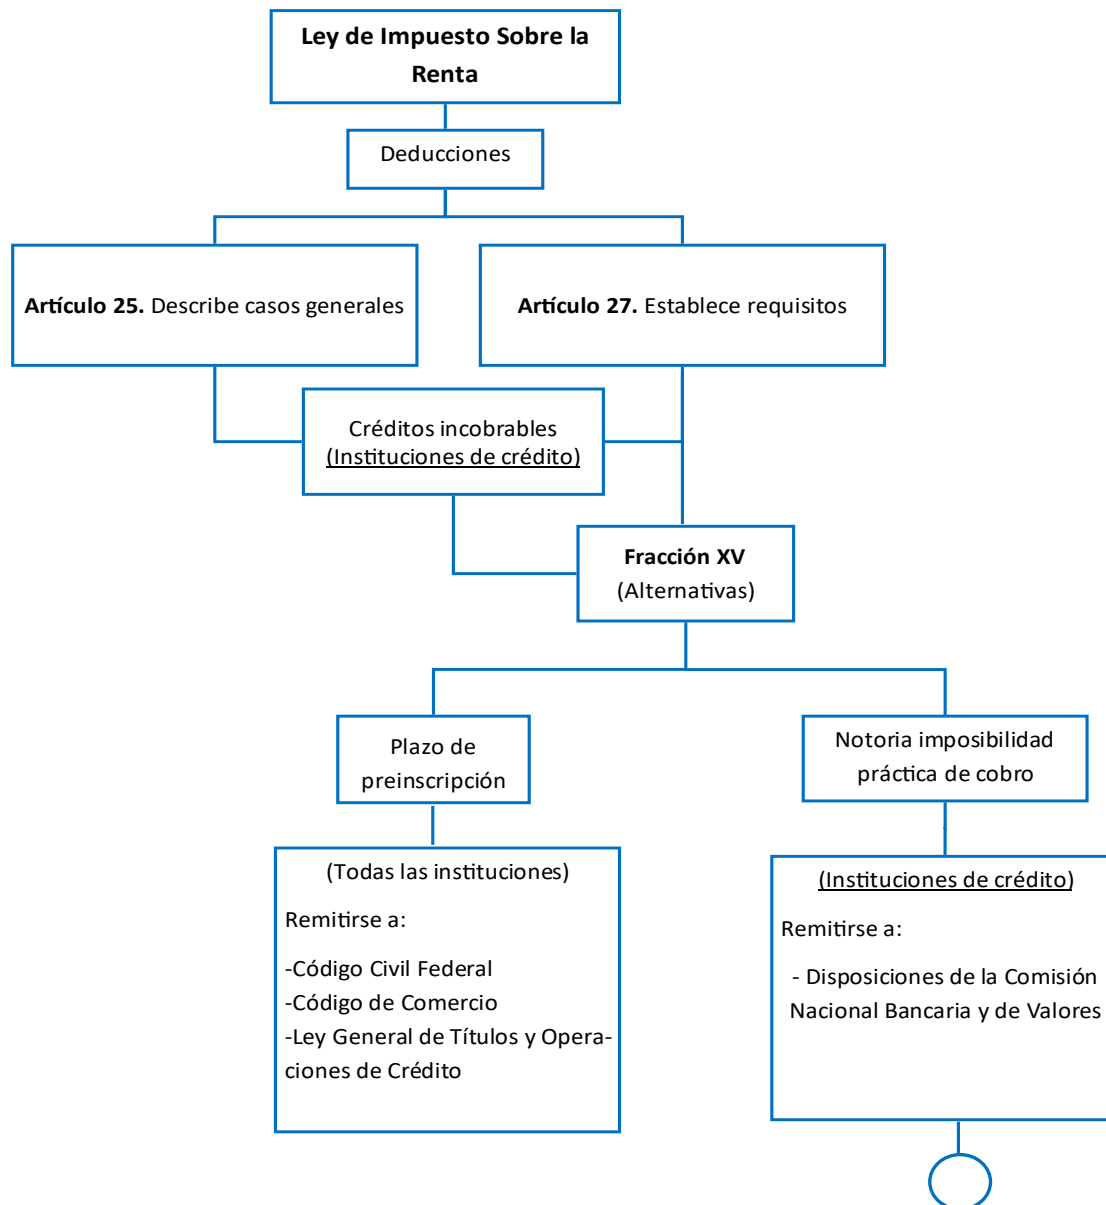 Ley de Impuesto Sobre la
Renta
Deducciones
Artículo 25. Describe casos generales
Artículo 27. Establece requisitos
Créditos incobrables
(Instituciones de crédito)
Fracción XV
(Alternativas)
Plazo de
preinscripción
Notoria imposibilidad
práctica de cobro
(Todas las instituciones)
Remitirse a:
-Código Civil Federal
-Código de Comercio
-Ley General de Títulos y Opera-
ciones de Crédito
(Instituciones de crédito)
Remitirse a:
- Disposiciones de la Comisión
Nacional Bancaria y de Valores